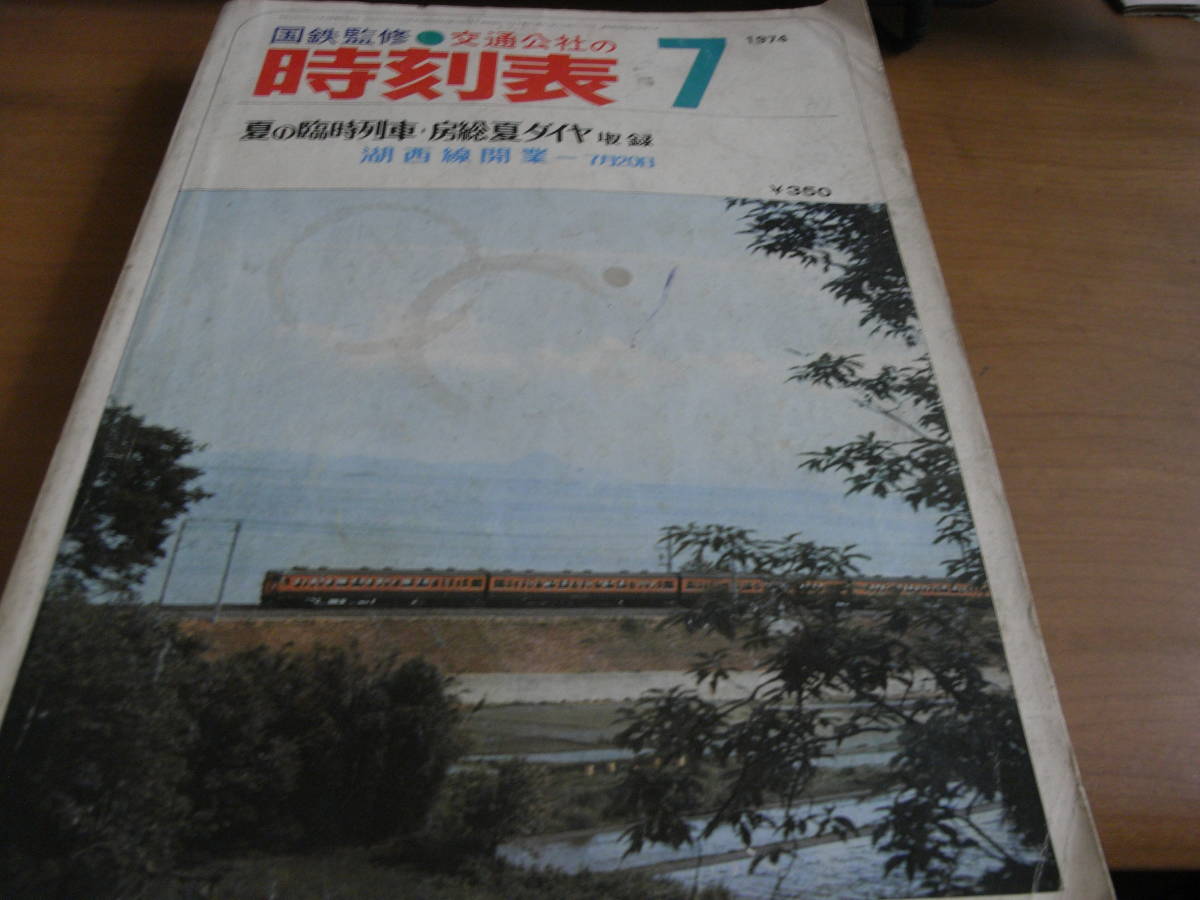 国鉄監修●交通公社の
時刻表 7 1974
夏の臨時列車・房総夏ダイヤ 収録
湖西線開業－7月20日
￥350